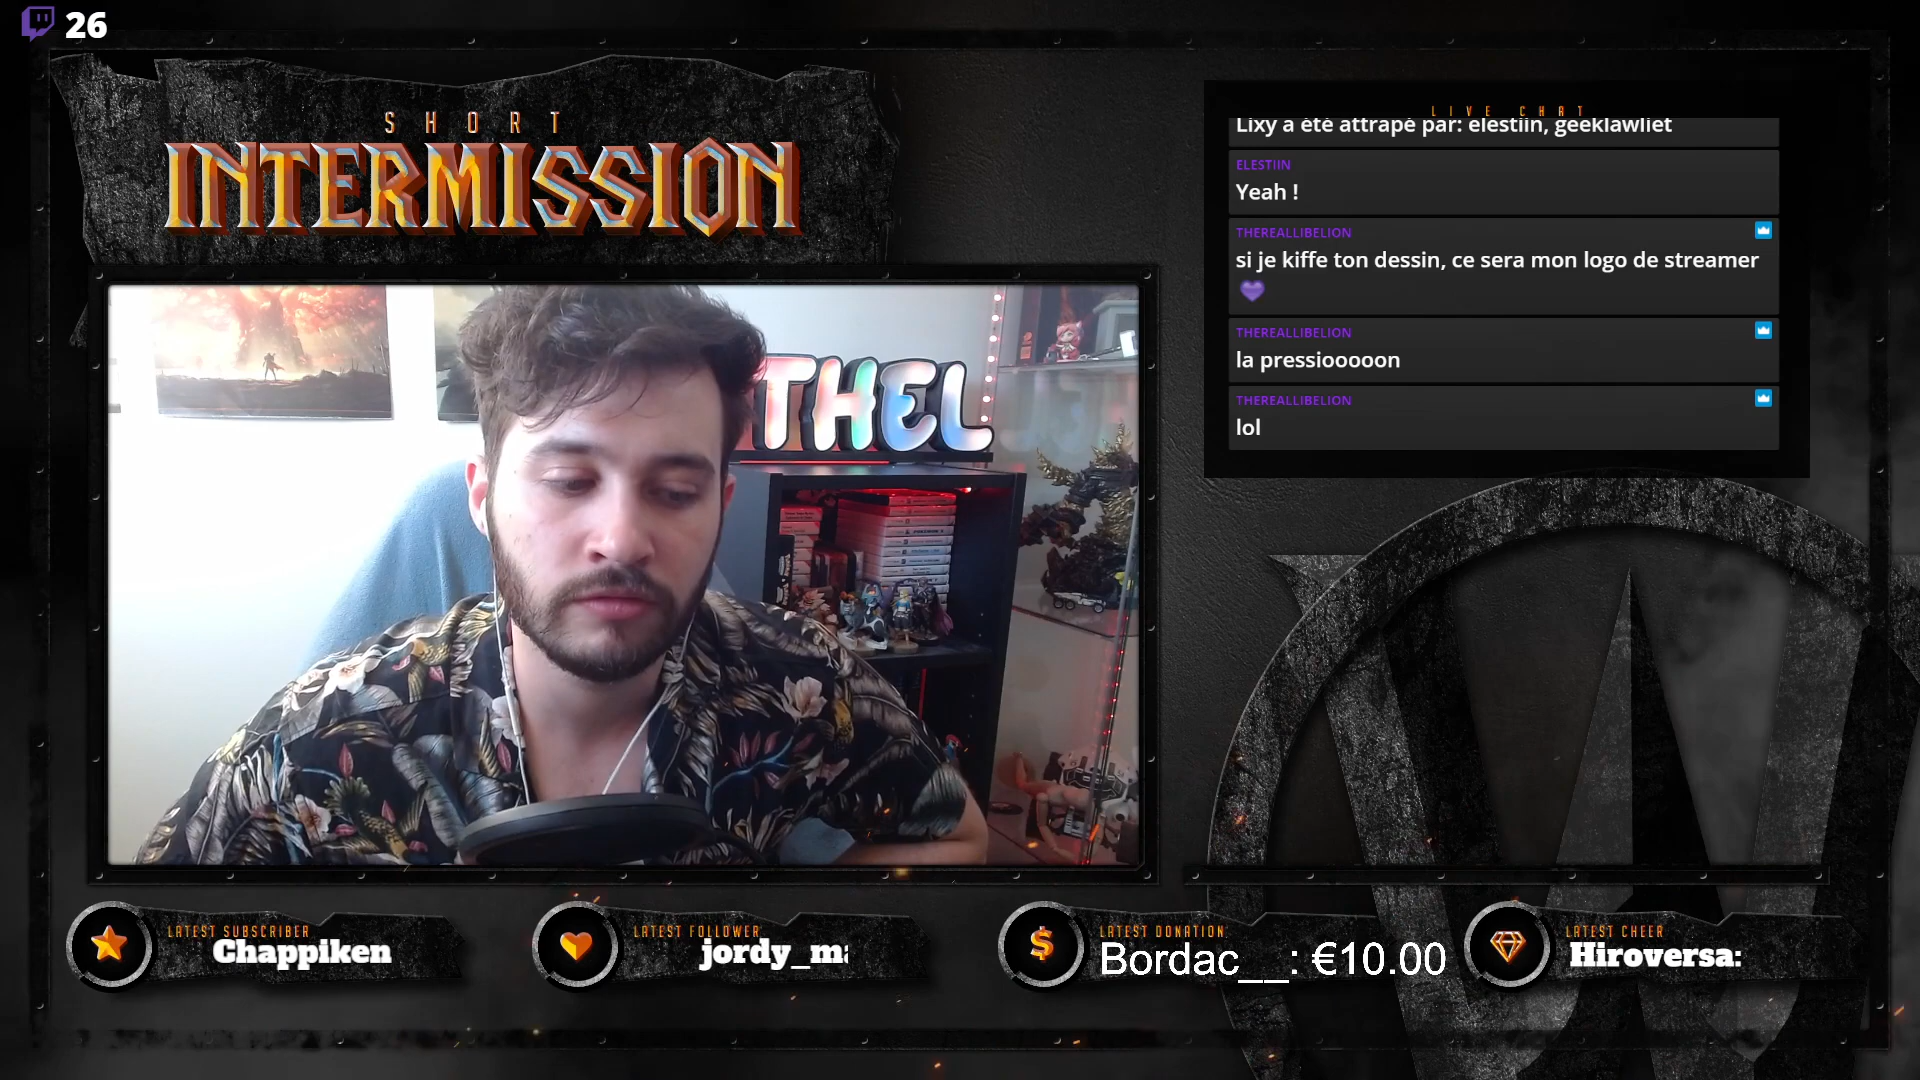 26
SHORT
INTERMISSION
LIVE CHAT
Lixy a été attrapé par: elestiin, geeklawliet
ELESTIIN
Yeah !
THEREALLIBELION
si je kiffe ton dessin, ce sera mon logo de streamer
THEREALLIBELION
la pressiooooon
THEREALLIBELION
lol
THEL
LATEST SUBSCRIBER
Chappiken
LATEST FOLLOWER
jordy_m
LATEST DONATION
Bordac__: €10.00
LATEST CHEER
Hiroversa: